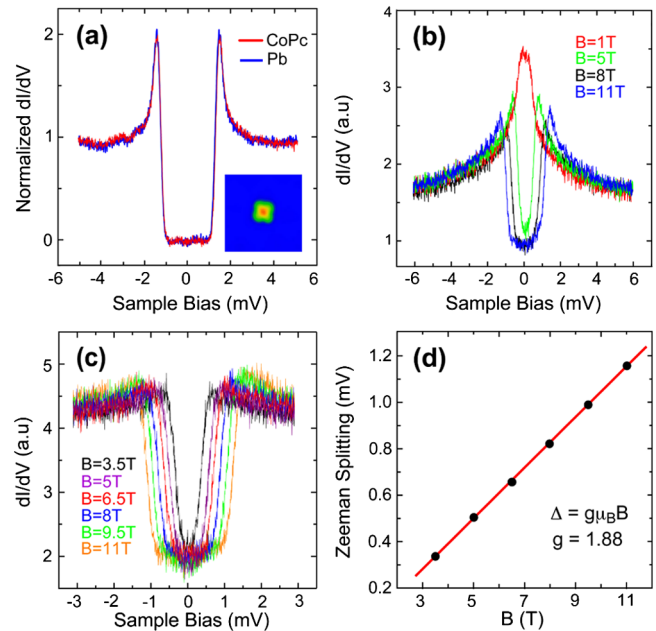 (a)
CoPc
Pb
2
1
0
Normalized dI/dV
-6 -4 -2 0 2 4 6
Sample Bias (mV)
(b)
B=1T
B=5T
B=8T
B=11T
4
3
2
1
dI/dV (a.u)
-6 -4 -2 0 2 4 6
Sample Bias (mV)
(c)
B=3.5T
B=5T
B=6.5T
B=8T
B=9.5T
B=11T
5
4
3
2
dI/dV (a.u)
-3 -2 -1 0 1 2 3
Sample Bias (mV)
(d)
1.2
1.0
0.8
0.6
0.4
0.2
Zeeman Splitting (mV)
Δ = gμBB
g = 1.88
3 5 7 9 11
B (T)